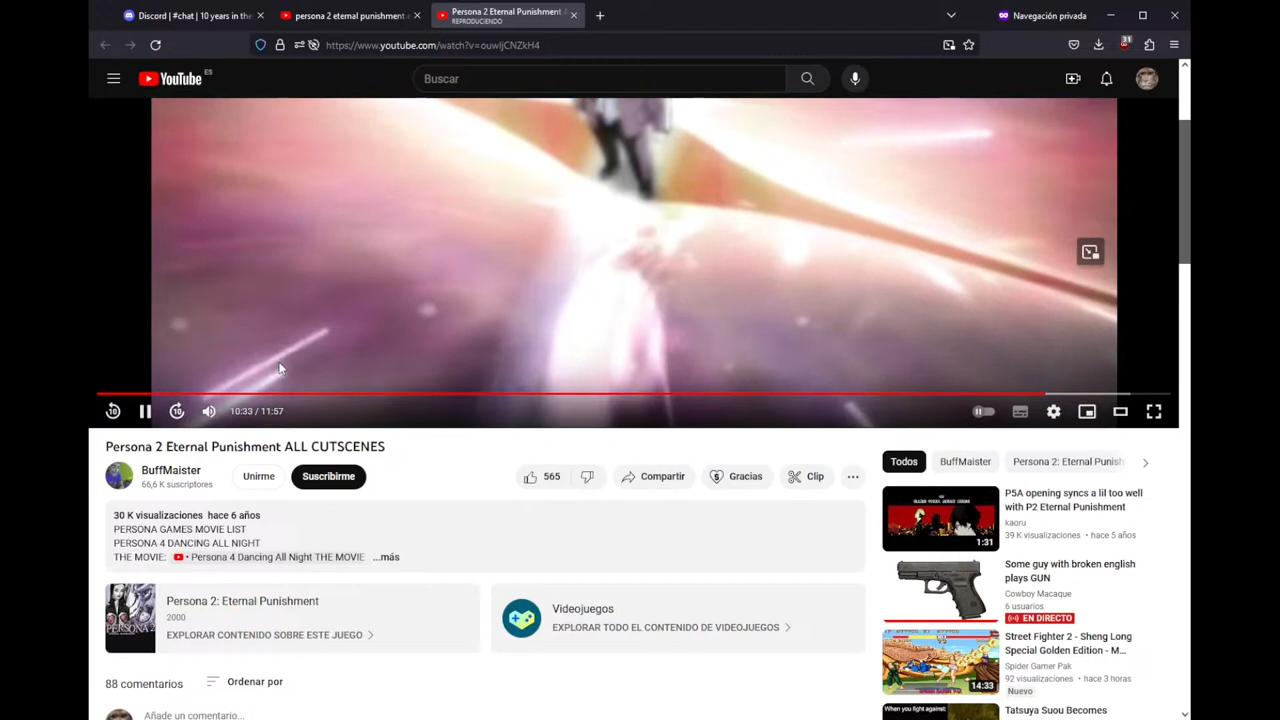 Discord | #chat | 10 years in the
persona 2 eternal punishment e
Persona 2 Eternal Punishment A
REPRODUCIENDO
Navegación privada
https://www.youtube.com/watch?v=ouwIjCNZkH4
31
YouTube ES
Buscar
10
10
10:33 / 11:57
Persona 2 Eternal Punishment ALL CUTSCENES
BuffMaister
66,6 K suscriptores
Unirme
Suscribirme
565
Compartir
Gracias
Clip
30 K visualizaciones hace 6 años
PERSONA GAMES MOVIE LIST
PERSONA 4 DANCING ALL NIGHT
THE MOVIE: • Persona 4 Dancing All Night THE MOVIE ...más
Persona 2: Eternal Punishment
2000
EXPLORAR CONTENIDO SOBRE ESTE JUEGO
Videojuegos
EXPLORAR TODO EL CONTENIDO DE VIDEOJUEGOS
88 comentarios
Ordenar por
Añade un comentario...
Todos
BuffMaister
Persona 2: Eternal Punish
P5A opening syncs a lil too well
with P2 Eternal Punishment
kaoru
39 K visualizaciones • hace 5 años
1:31
Some guy with broken english
plays GUN
Cowboy Macaque
6 usuarios
EN DIRECTO
Street Fighter 2 - Sheng Long
Special Golden Edition - M...
Spider Gamer Pak
92 visualizaciones • hace 3 horas
Nuevo
14:33
Tatsuya Suou Becomes
When you fight against: